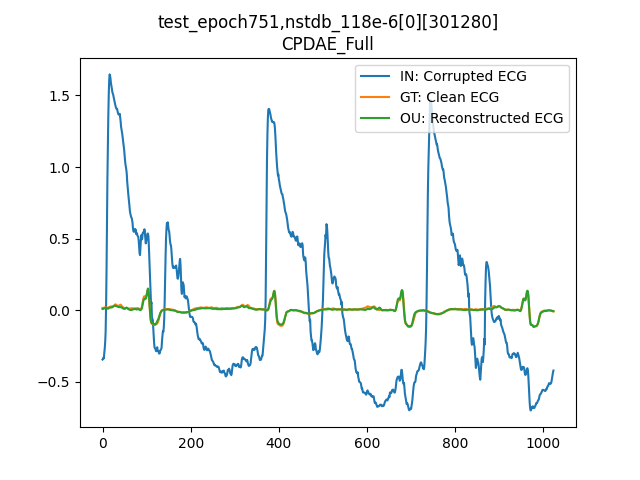 test_epoch751,nstdb_118e-6[0][301280]
CPDAE_Full
IN: Corrupted ECG
GT: Clean ECG
OU: Reconstructed ECG
1.5
1.0
0.5
0.0
−0.5
0 200 400 600 800 1000